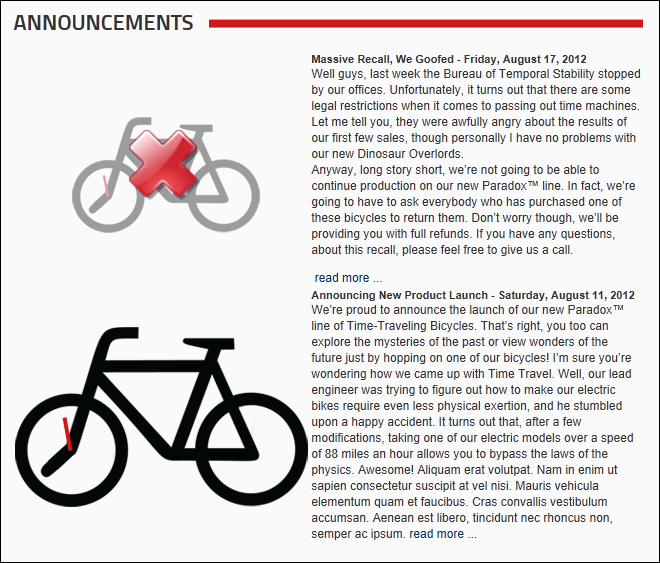 ANNOUNCEMENTS
Massive Recall, We Goofed - Friday, August 17, 2012
Well guys, last week the Bureau of Temporal Stability stopped
by our offices. Unfortunately, it turns out that there are some
legal restrictions when it comes to passing out time machines.
Let me tell you, they were awfully angry about the results of
our first few sales, though personally I have no problems with
our new Dinosaur Overlords.
Anyway, long story short, we're not going to be able to
continue production on our new Paradox™ line. In fact, we're
going to have to ask everybody who has purchased one of
these bicycles to return them. Don't worry though, we'll be
providing you with full refunds. If you have any questions,
about this recall, please feel free to give us a call.
read more ...
Announcing New Product Launch - Saturday, August 11, 2012
We're proud to announce the launch of our new Paradox™
line of Time-Traveling Bicycles. That's right, you too can
explore the mysteries of the past or view wonders of the
future just by hopping on one of our bicycles! I'm sure you're
wondering how we came up with Time Travel. Well, our lead
engineer was trying to figure out how to make our electric
bikes require even less physical exertion, and he stumbled
upon a happy accident. It turns out that, after a few
modifications, taking one of our electric models over a speed
of 88 miles an hour allows you to bypass the laws of the
physics. Awesome! Aliquam erat volutpat. Nam in enim ut
sapien consectetur suscipit at vel nisi. Mauris vehicula
elementum quam et faucibus. Cras convallis vestibulum
accumsan. Aenean est libero, tincidunt nec rhoncus non,
semper ac ipsum. read more ...